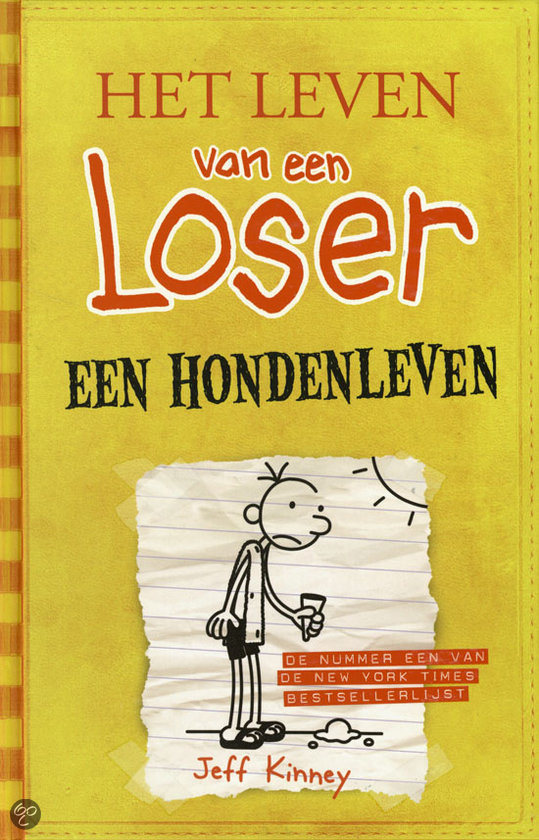 HET LEVEN
van een
Loser
EEN HONDENLEVEN
DE NUMMER EEN VAN
DE NEW YORK TIMES
BESTSELLERLIJST
Jeff Kinney